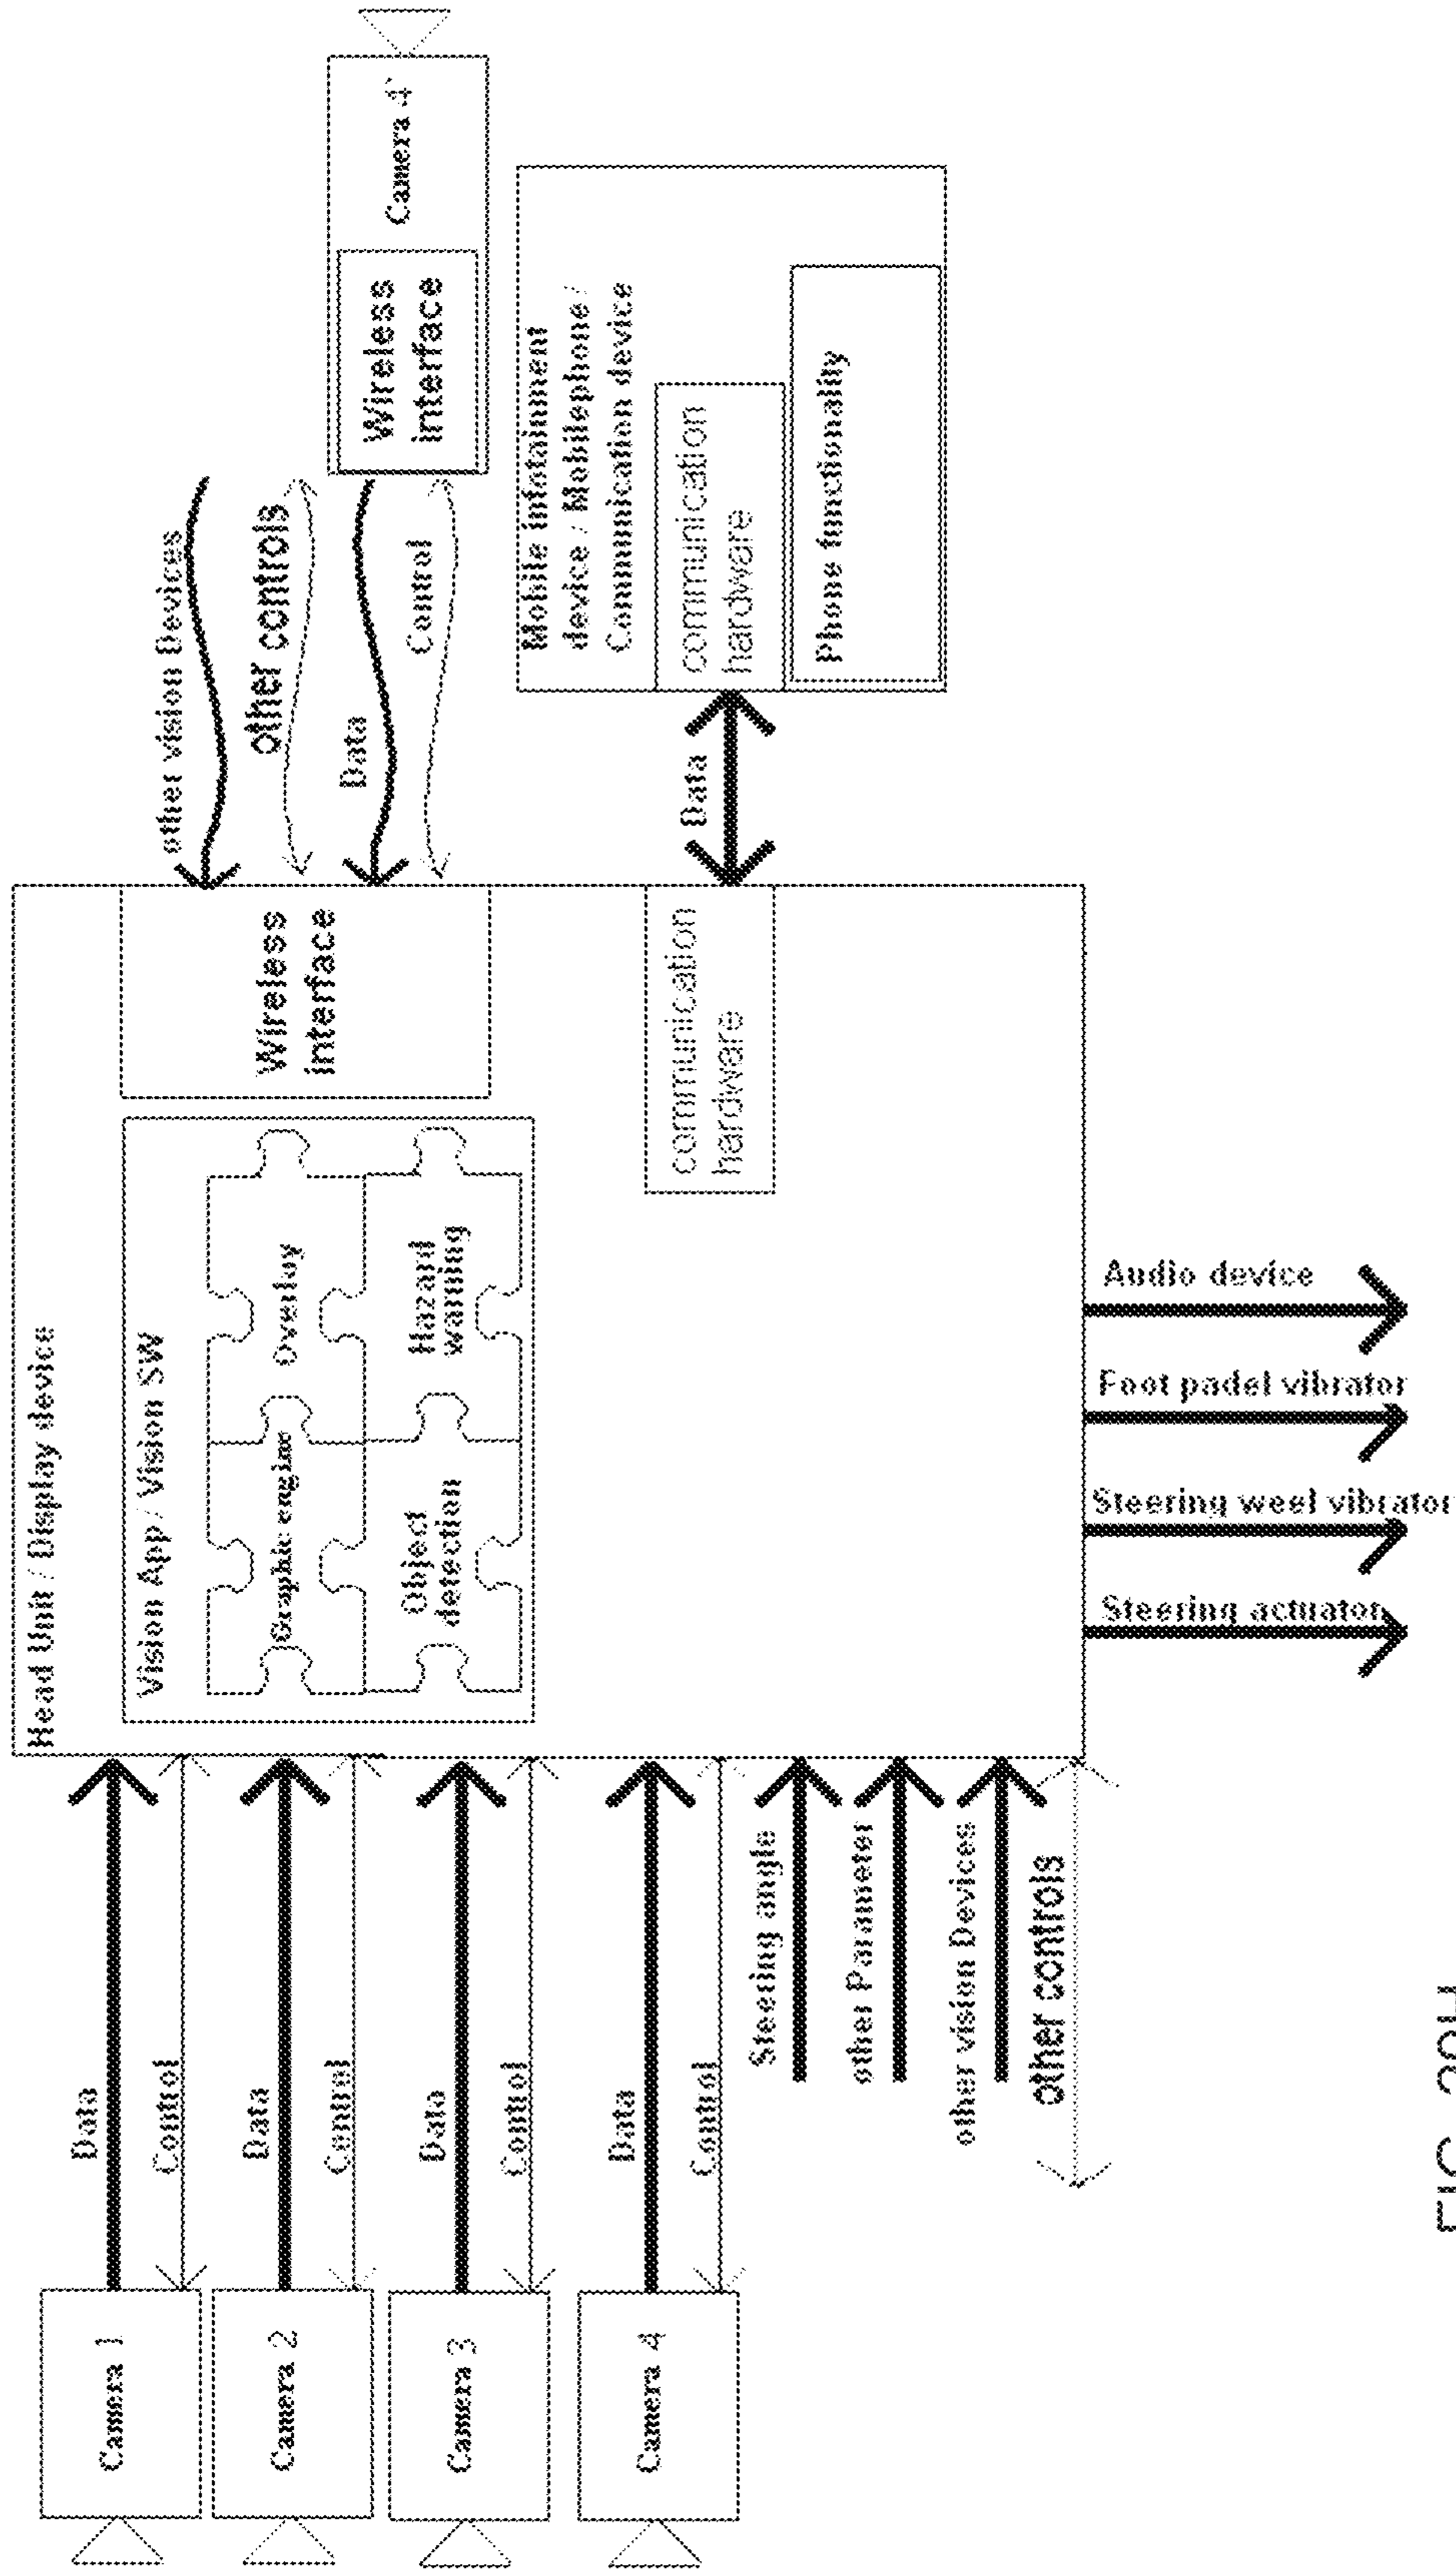 Head Unit / Display device
Vision App / Vision SW
Graphic engine
Overlay
Object
detection
Hazard
warning
Wireless
interface
communication
hardware
other vision Devices
other controls
Data
Control
Wireless
interface
Camera 4`
Data
Mobile infotainment
device / Mobilephone /
Communication device
communication
hardware
Phone functionality
Camera 1
Data
Control
Camera 2
Data
Control
Camera 3
Data
Control
Camera 4
Data
Control
Steering angle
other Parameter
other vision Devices
other controls
Audio device
Foot padel vibrator
Steering weel vibrator
Steering actuator